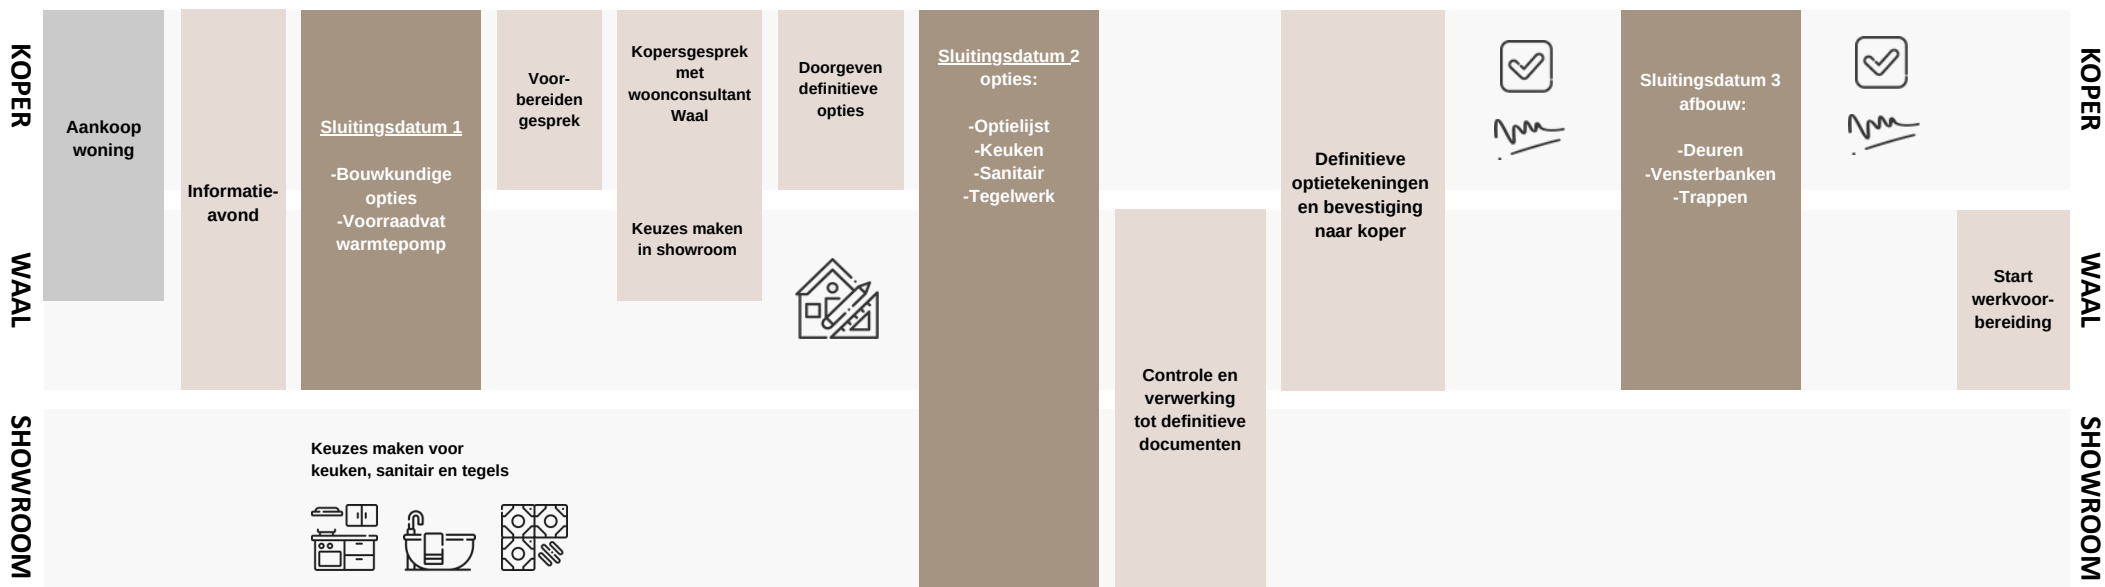 KOPER
WAAL
SHOWROOM
Aankoop
woning
Informatie-
avond
Sluitingsdatum 1
-Bouwkundige
opties
-Voorraadvat
warmtepomp
Voor-
bereiden
gesprek
Kopersgesprek
met
woonconsultant
Waal
Keuzes maken
in showroom
Doorgeven
definitieve
opties
Sluitingsdatum 2
opties:
-Optielijst
-Keuken
-Sanitair
-Tegelwerk
Controle en
verwerking
tot definitieve
documenten
Definitieve
optietekeningen
en bevestiging
naar koper
Sluitingsdatum 3
afbouw:
-Deuren
-Vensterbanken
-Trappen
Start
werkvoor-
bereiding
Keuzes maken voor
keuken, sanitair en tegels
KOPER
WAAL
SHOWROOM